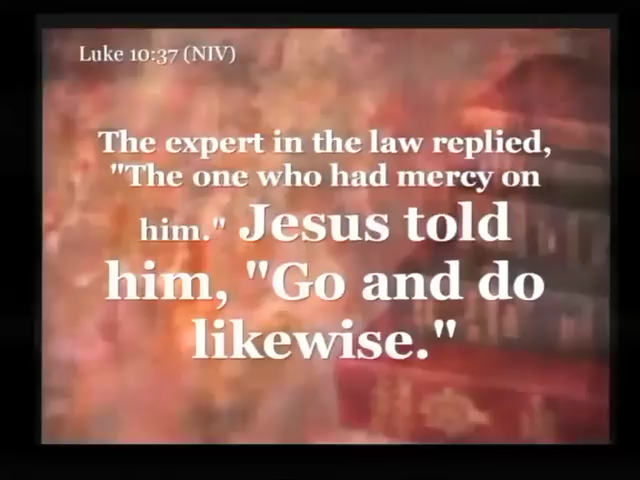 Luke 10:37 (NIV)
The expert in the law replied,
"The one who had mercy on
him." Jesus told
him, "Go and do
likewise."